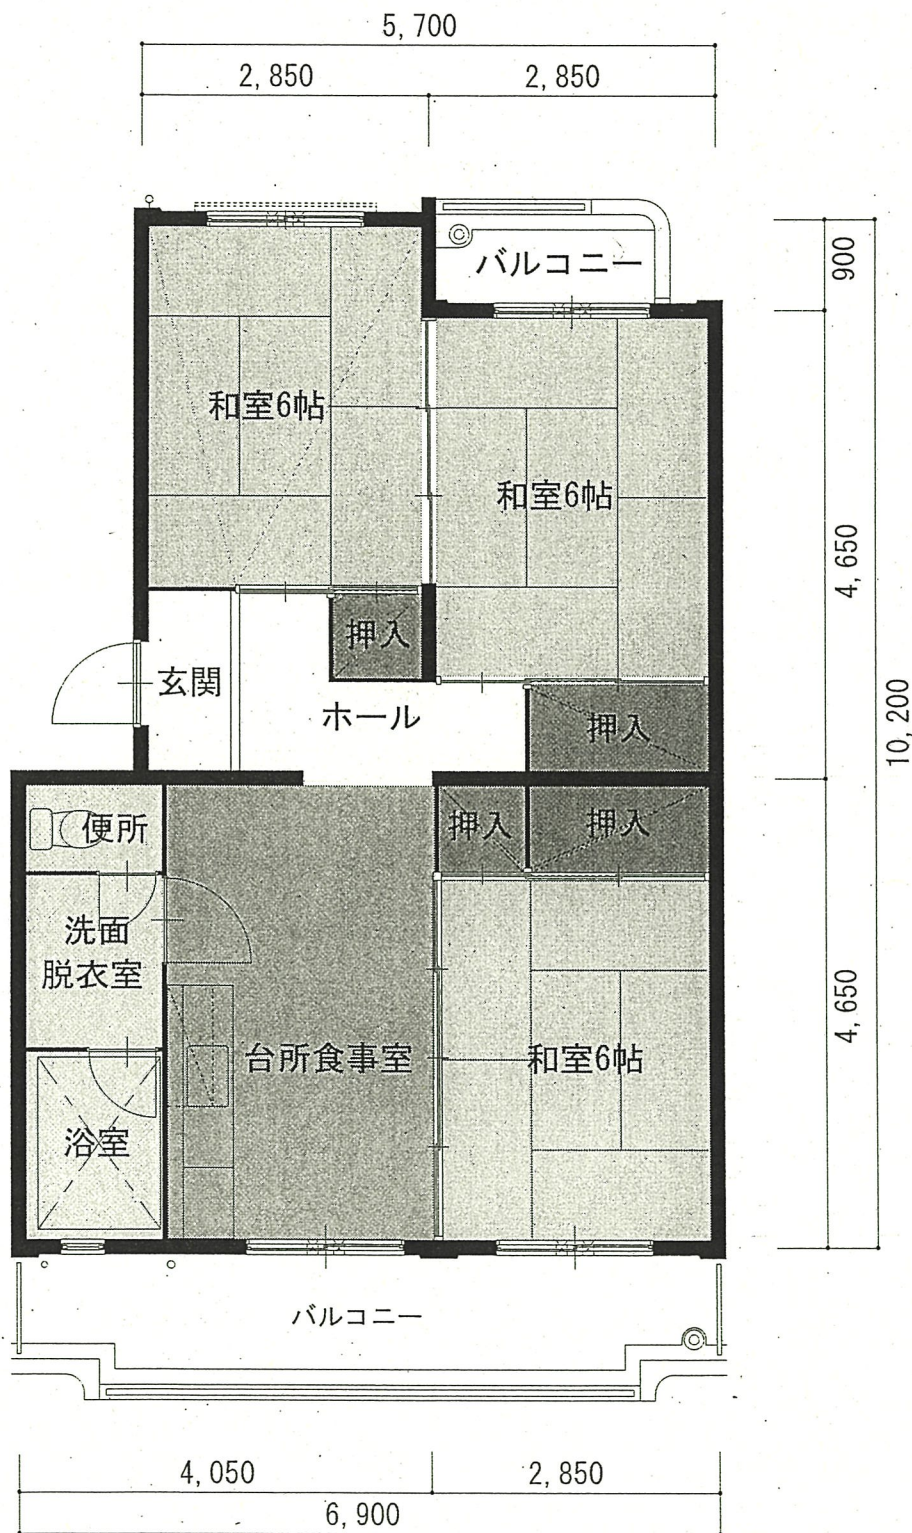 5,700
2,850
2,850
バルコニー
900
和室6帖
和室6帖
4,650
押入
玄関
ホール
押入
10,200
便所
押入
押入
洗面
脱衣室
台所食事室
和室6帖
4,650
浴室
バルコニー
4,050
2,850
6,900